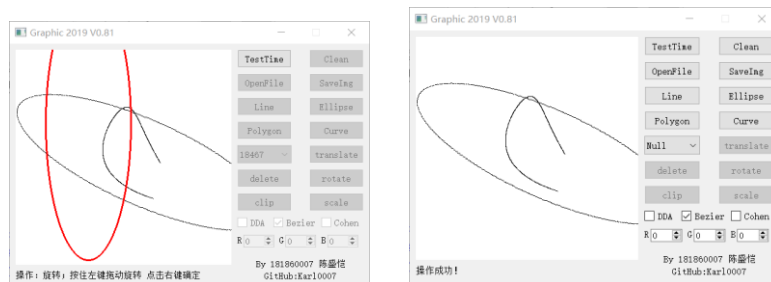 Graphic 2019 V0.81
TestTime
Clean
OpenFile
SaveImg
Line
Ellipse
Polygon
Curve
18467
translate
delete
rotate
clip
scale
DDA
Bezier
Cohen
R 0
G 0
B 0
By 181860007 陈盛恺
GitHub:Karl0007
操作：旋转；按住左键拖动旋转 点击右键确定
Graphic 2019 V0.81
TestTime
Clean
OpenFile
SaveImg
Line
Ellipse
Polygon
Curve
Null
translate
delete
rotate
clip
scale
DDA
Bezier
Cohen
R 0
G 0
B 0
By 181860007 陈盛恺
GitHub:Karl0007
操作成功！